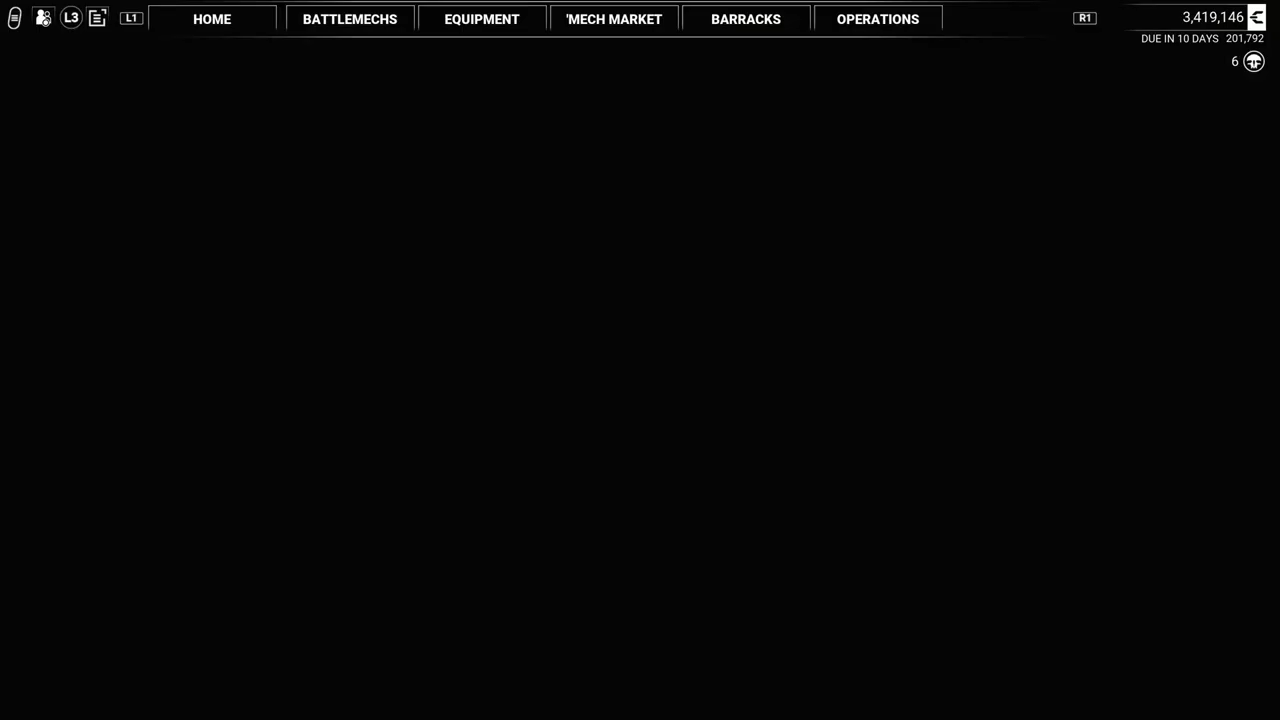 L3 L1 HOME BATTLEMECHS EQUIPMENT 'MECH MARKET BARRACKS OPERATIONS R1 3,419,146
DUE IN 10 DAYS 201,792
6